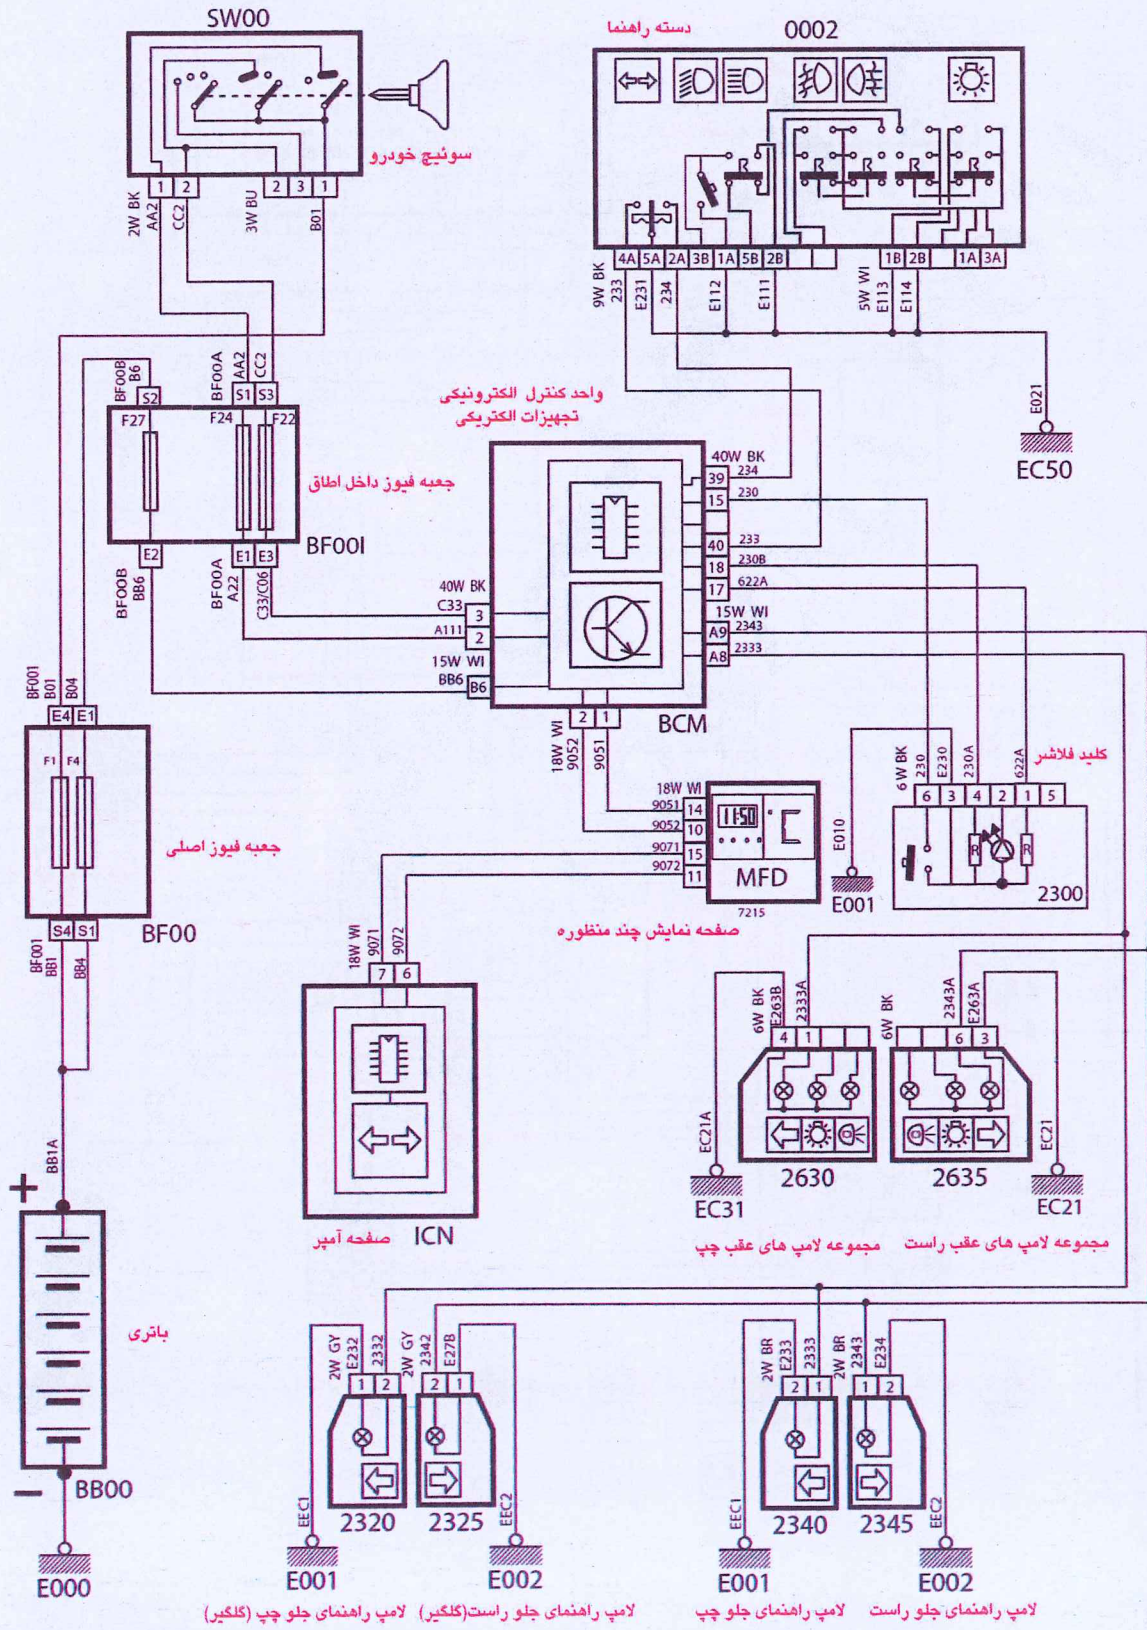 SW00
سوئیچ خودرو
1 2 2 3 1
2W BK
AA2
CC2
3W BU
B01
دسته راهنما
0002
4A 5A 2A 3B 1A 5B 2B
1B 2B 1A 3A
9W BK
233
E231
234
E112
E111
5W WI
E113
E114
E021
EC50
BF00B
B6
BF00A
AA2
CC2
S2 S1 S3
F27 F24 F22
جعبه فیوز داخل اطاق
BF00I
E2 E1 E3
BF00B
BB6
BF00A
A22
C33/C06
واحد کنترل الکترونیکی
تجهیزات الکتریکی
40W BK
39 234
15 230
40 233
18 230B
17 622A
15W WI
A9 2343
A8 2333
40W BK
C33 3
A111 2
15W WI
BB6 B6
2 1
BCM
18W WI
9052
9051
BF001
B01
B04
E4 E1
F1 F4
جعبه فیوز اصلی
S4 S1
BF00
BF001
BB1
BB4
18W WI
9051 14
9052 10
9071 15
9072 11
11:50
MFD
7215
صفحه نمایش چند منظوره
E010
E001
کلید فلاشر
6W BK
230
E230
230A
622A
6 3 4 2 1 5
R R
2300
18W WI
9071
9072
7 6
ICN
صفحه آمپر
6W BK
E263B
2333A
4 1
2630
EC21A
EC31
مجموعه لامپ های عقب چپ
6W BK
2343A
E263A
6 3
2635
EC21
EC21
مجموعه لامپ های عقب راست
BB1A
+
باتری
−
BB00
E000
2W GY
E232
2332
1 2
2320
EEC1
E001
لامپ راهنمای جلو چپ (گلگیر)
2W GY
2342
E27B
2 1
2325
EEC2
E002
لامپ راهنمای جلو راست(گلگیر)
2W BR
E233
2333
2 1
2340
EEC1
E001
لامپ راهنمای جلو چپ
2W BR
2343
E234
1 2
2345
EEC2
E002
لامپ راهنمای جلو راست